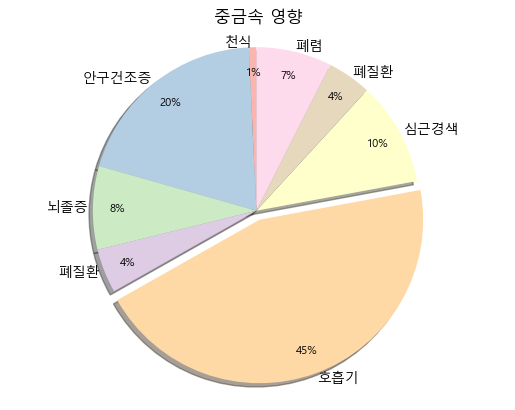 중금속 영향
천식
1%
안구건조증
20%
뇌졸증
8%
폐질환
4%
호흡기
45%
심근경색
10%
폐질환
4%
폐렴
7%